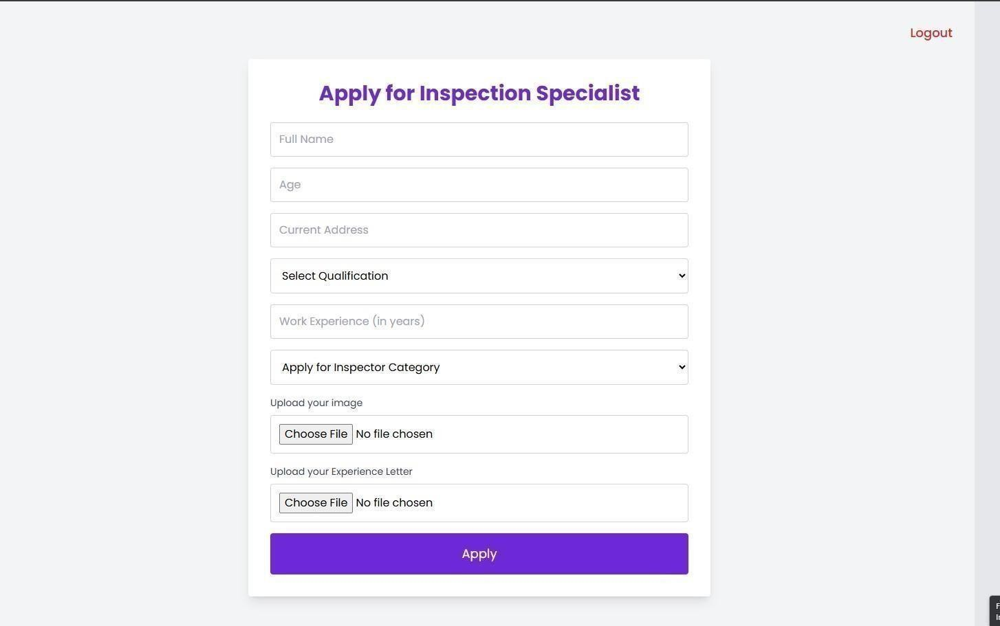 Logout
Apply for Inspection Specialist
Full Name
Age
Current Address
Select Qualification
Work Experience (in years)
Apply for Inspector Category
Upload your image
Choose File No file chosen
Upload your Experience Letter
Choose File No file chosen
Apply